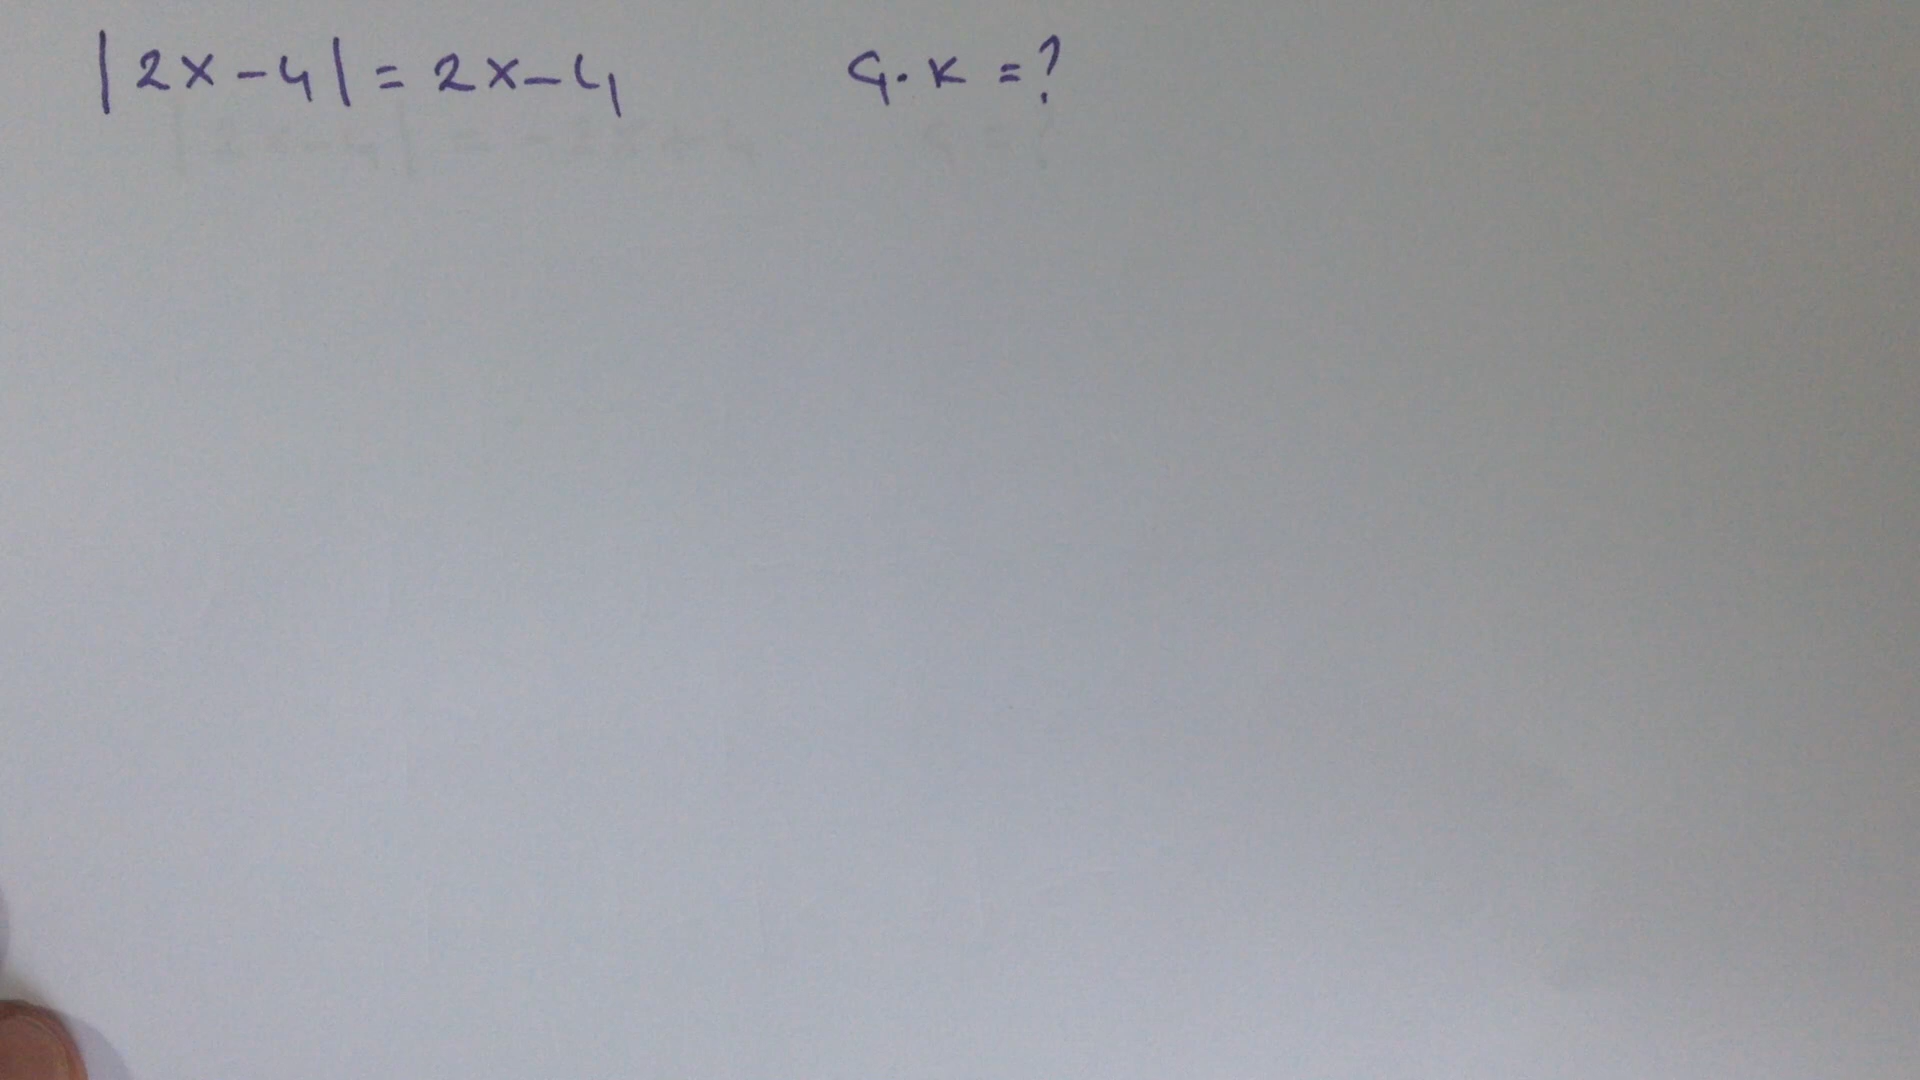 |2x-4| = 2x-4 Ç.K = ?